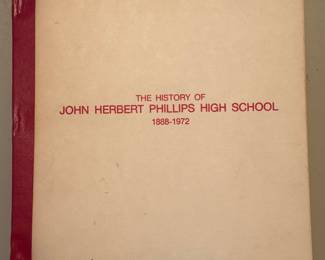 THE HISTORY OF
JOHN HERBERT PHILLIPS HIGH SCHOOL
1888-1972